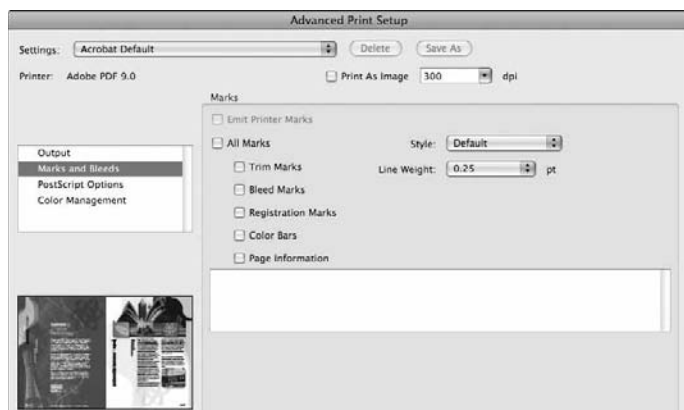 Advanced Print Setup
Settings: Acrobat Default Delete Save As
Printer: Adobe PDF 9.0 Print As Image 300 dpi
Marks
Emit Printer Marks
All Marks Style: Default
Output
Marks and Bleeds
PostScript Options
Color Management
Trim Marks Line Weight: 0.25 pt
Bleed Marks
Registration Marks
Color Bars
Page Information